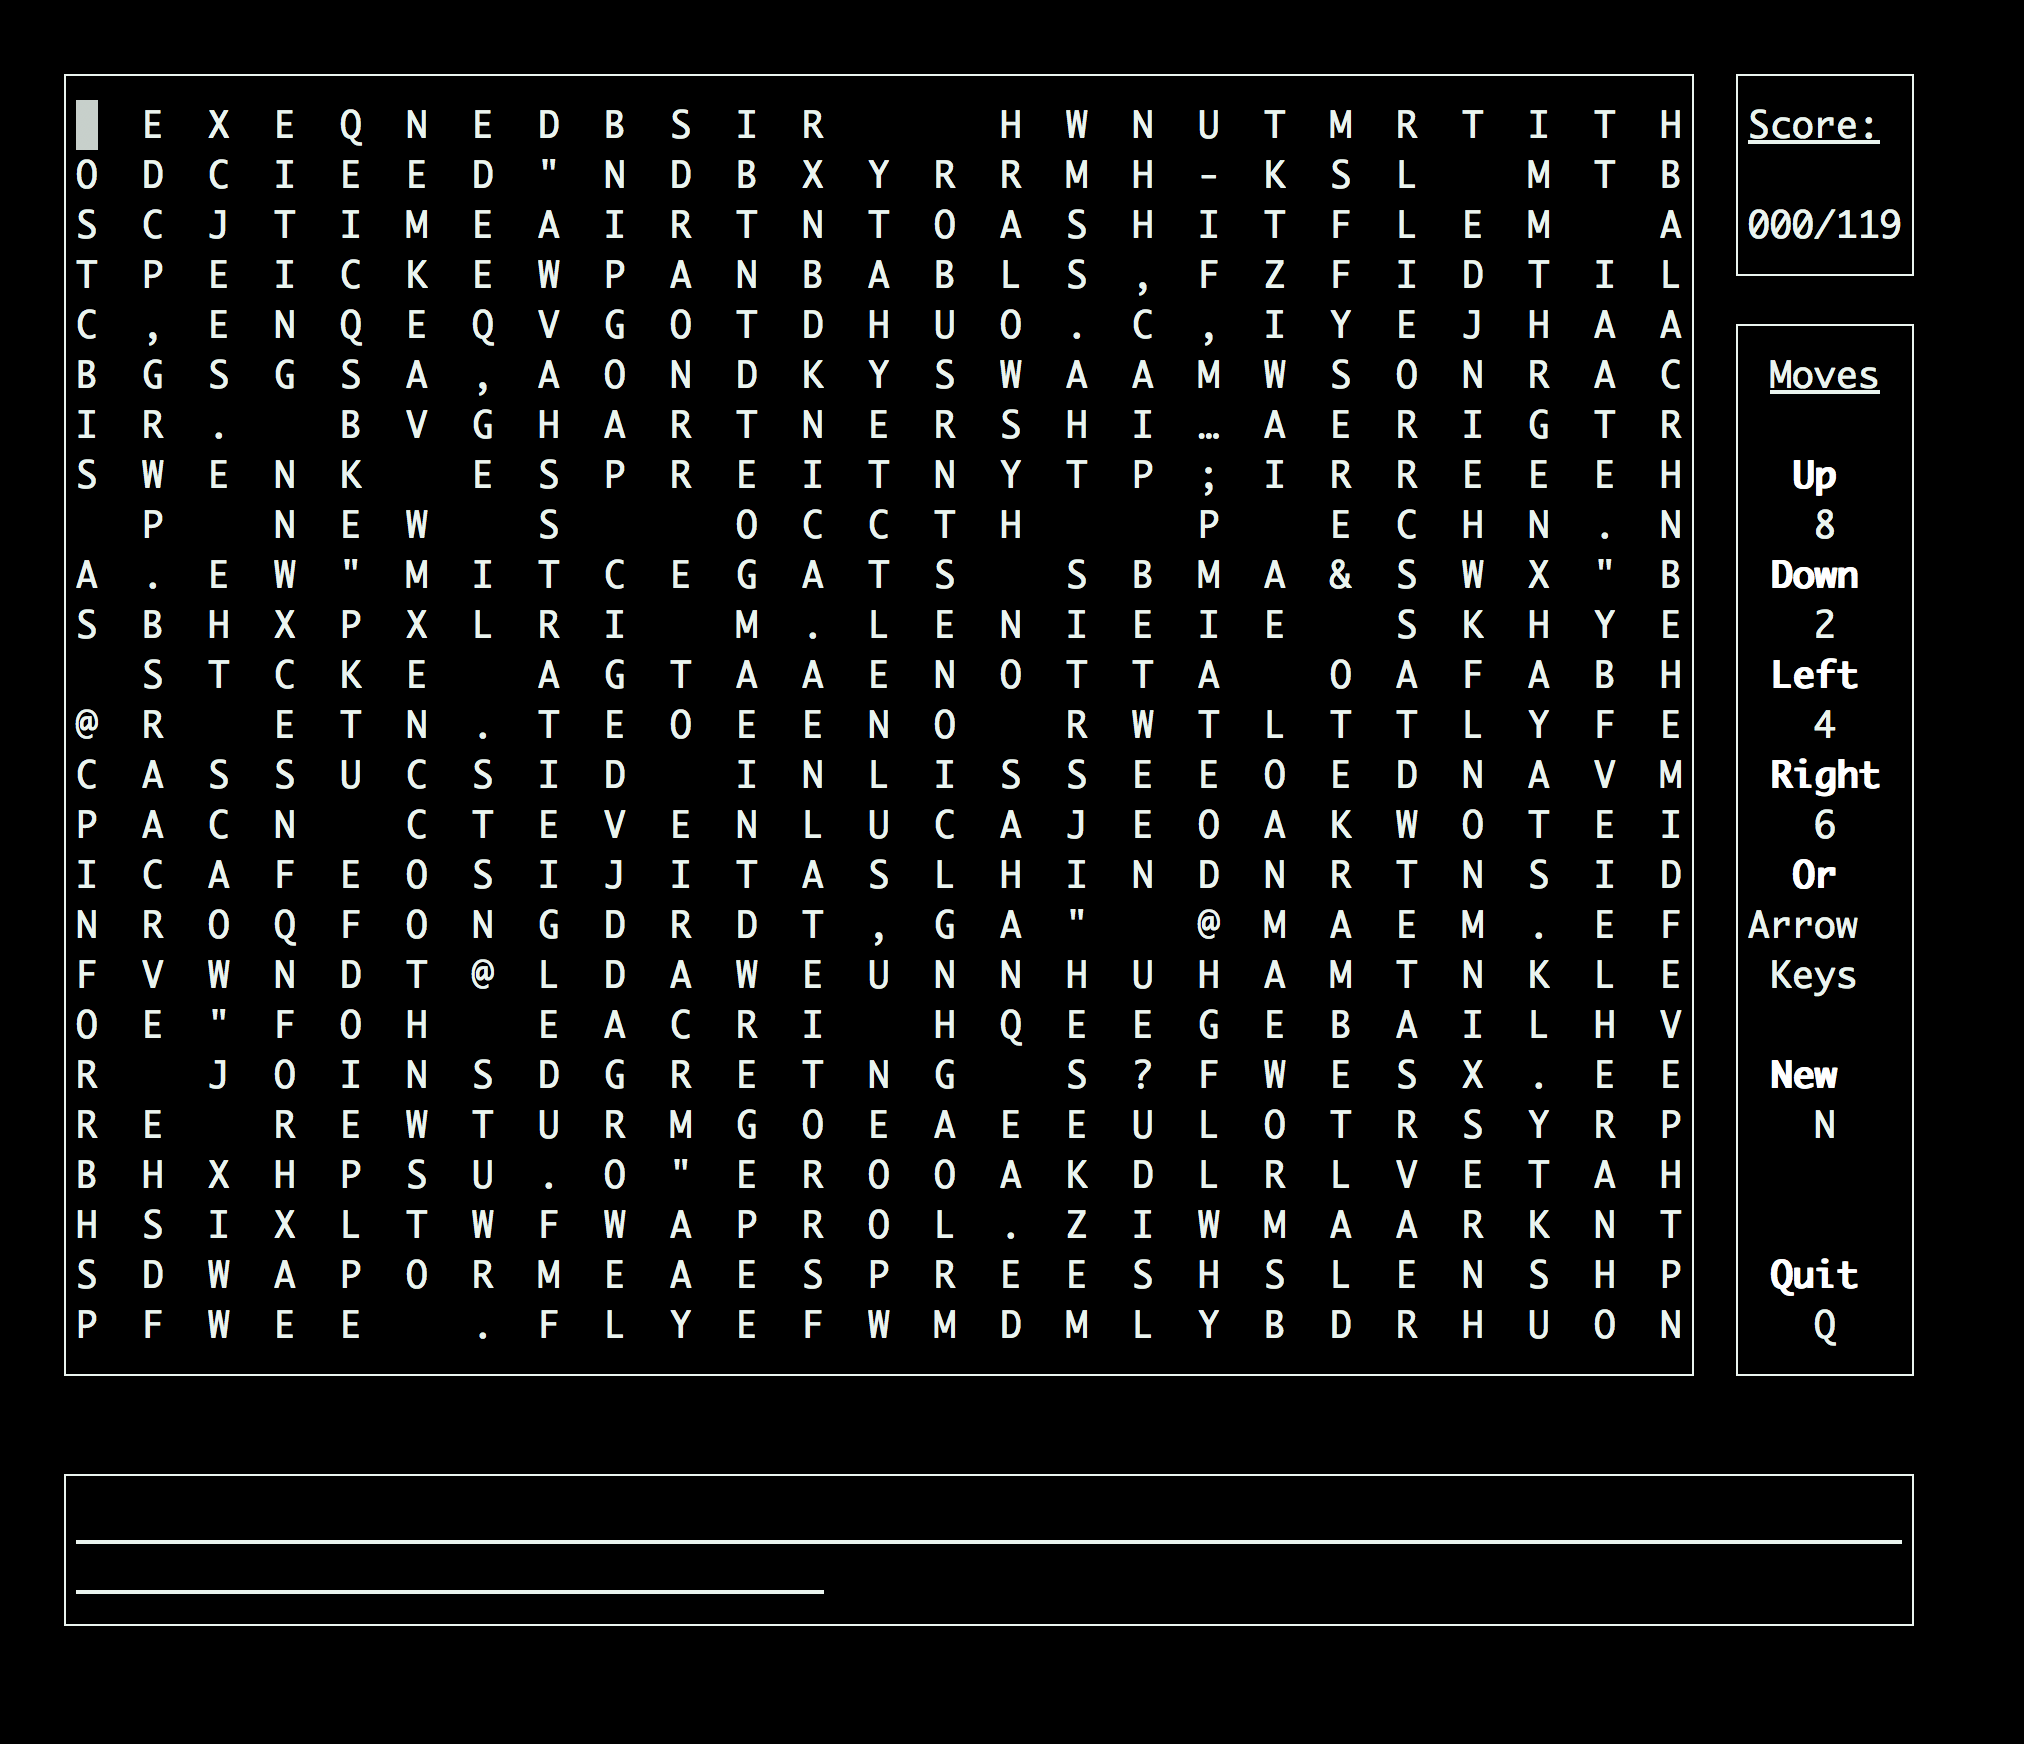 E X E Q N E D B S I R H W N U T M R T I T H
O D C I E E D " N D B X Y R R M H - K S L M T B
S C J T I M E A I R T N T O A S H I T F L E M A
T P E I C K E W P A N B A B L S , F Z F I D T I L
C , E N Q E Q V G O T D H U O . C , I Y E J H A A
B G S G S A , A O N D K Y S W A A M W S O N R A C
I R . B V G H A R T N E R S H I … A E R I G T R
S W E N K E S P R E I T N Y T P ; I R R E E E H
P N E W S O C C T H P E C H N . N
A . E W " M I T C E G A T S S B M A & S W X " B
S B H X P X L R I M . L E N I E I E S K H Y E
S T C K E A G T A A E N O T T A O A F A B H
@ R E T N . T E O E E N O R W T L T T L Y F E
C A S S U C S I D I N L I S S E E O E D N A V M
P A C N C T E V E N L U C A J E O A K W O T E I
I C A F E O S I J I T A S L H I N D N R T N S I D
N R O Q F O N G D R D T , G A " @ M A E M . E F
F V W N D T @ L D A W E U N N H U H A M T N K L E
O E " F O H E A C R I H Q E E G E B A I L H V
R J O I N S D G R E T N G S ? F W E S X . E E
R E R E W T U R M G O E A E E U L O T R S Y R P
B H X H P S U . O " E R O O A K D L R L V E T A H
H S I X L T W F W A P R O L . Z I W M A A R K N T
S D W A P O R M E A E S P R E E S H S L E N S H P
P F W E E . F L Y E F W M D M L Y B D R H U O N
Score:
000/119
Moves
Up
8
Down
2
Left
4
Right
6
Or
Arrow
Keys
New
N
Quit
Q